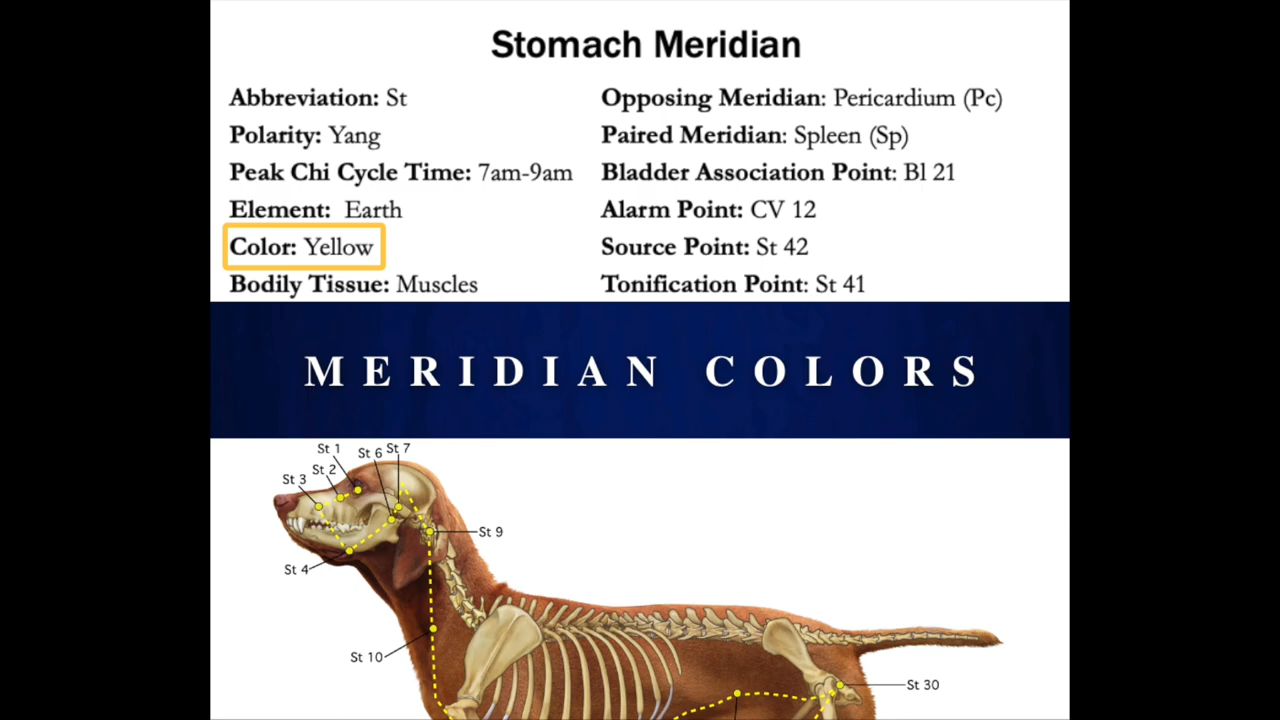 Stomach Meridian
Abbreviation: St
Polarity: Yang
Peak Chi Cycle Time: 7am-9am
Element: Earth
Color: Yellow
Bodily Tissue: Muscles
Opposing Meridian: Pericardium (Pc)
Paired Meridian: Spleen (Sp)
Bladder Association Point: Bl 21
Alarm Point: CV 12
Source Point: St 42
Tonification Point: St 41
MERIDIAN COLORS
St 1
St 6
St 7
St 2
St 3
St 9
St 4
St 10
St 30